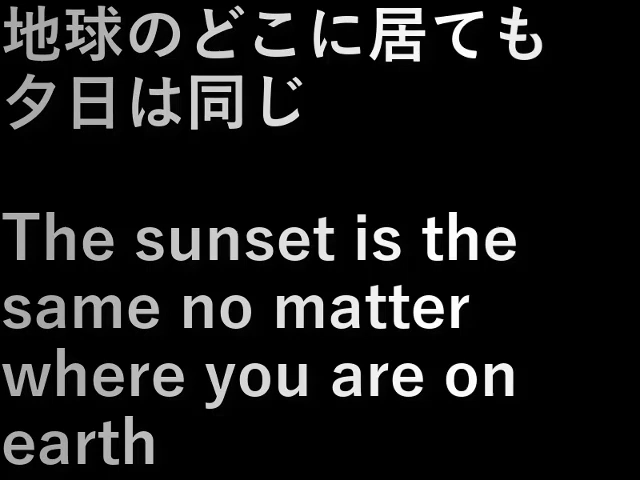 地球のどこに居ても
夕日は同じ
The sunset is the
same no matter
where you are on
earth